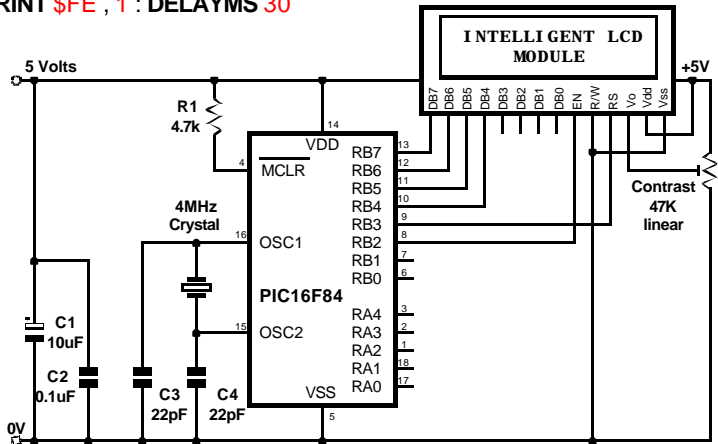 RINT $FE , 1 : DELAYMS 30
INTELLIGENT LCD
MODULE
5 Volts
+5V
DB7
DB6
DB5
DB4
DB3
DB2
DB1
DB0
EN
R/W
RS
Vo
Vdd
Vss
R1
4.7k
14
VDD
4
MCLR
RB7
13
RB6
12
RB5
11
RB4
10
RB3
9
RB2
8
RB1
7
RB0
6
Contrast
47K
linear
4MHz
Crystal
16
OSC1
PIC16F84
15
OSC2
RA4
3
RA3
2
RA2
1
RA1
18
RA0
17
VSS
5
C1
10uF
C2
0.1uF
C3
22pF
C4
22pF
0V